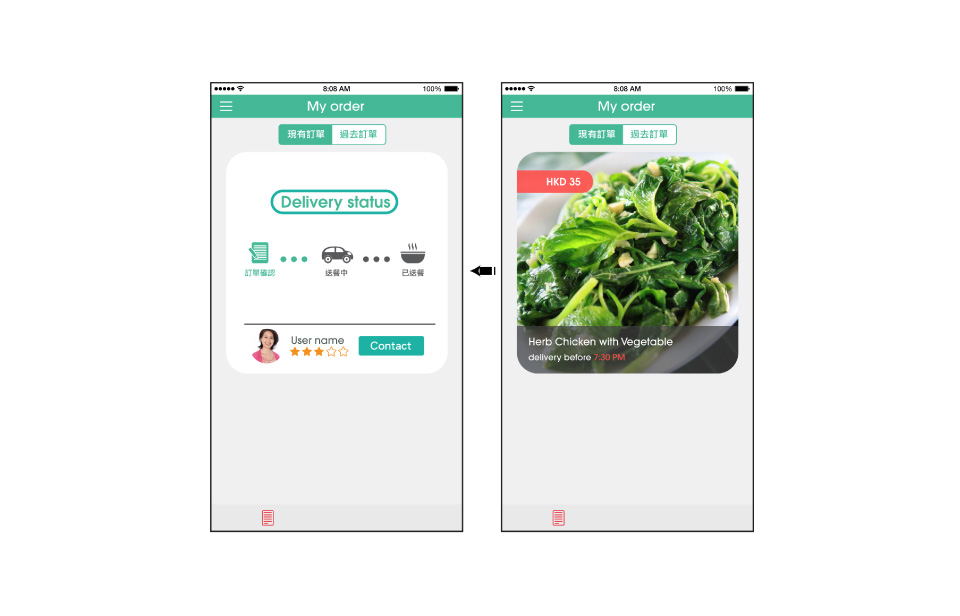 8:08 AM 100%
My order
現有訂單 過去訂單
Delivery status
訂單確認 送餐中 已送餐
User name
Contact
8:08 AM 100%
My order
現有訂單 過去訂單
HKD 35
Herb Chicken with Vegetable
delivery before 7:30 PM